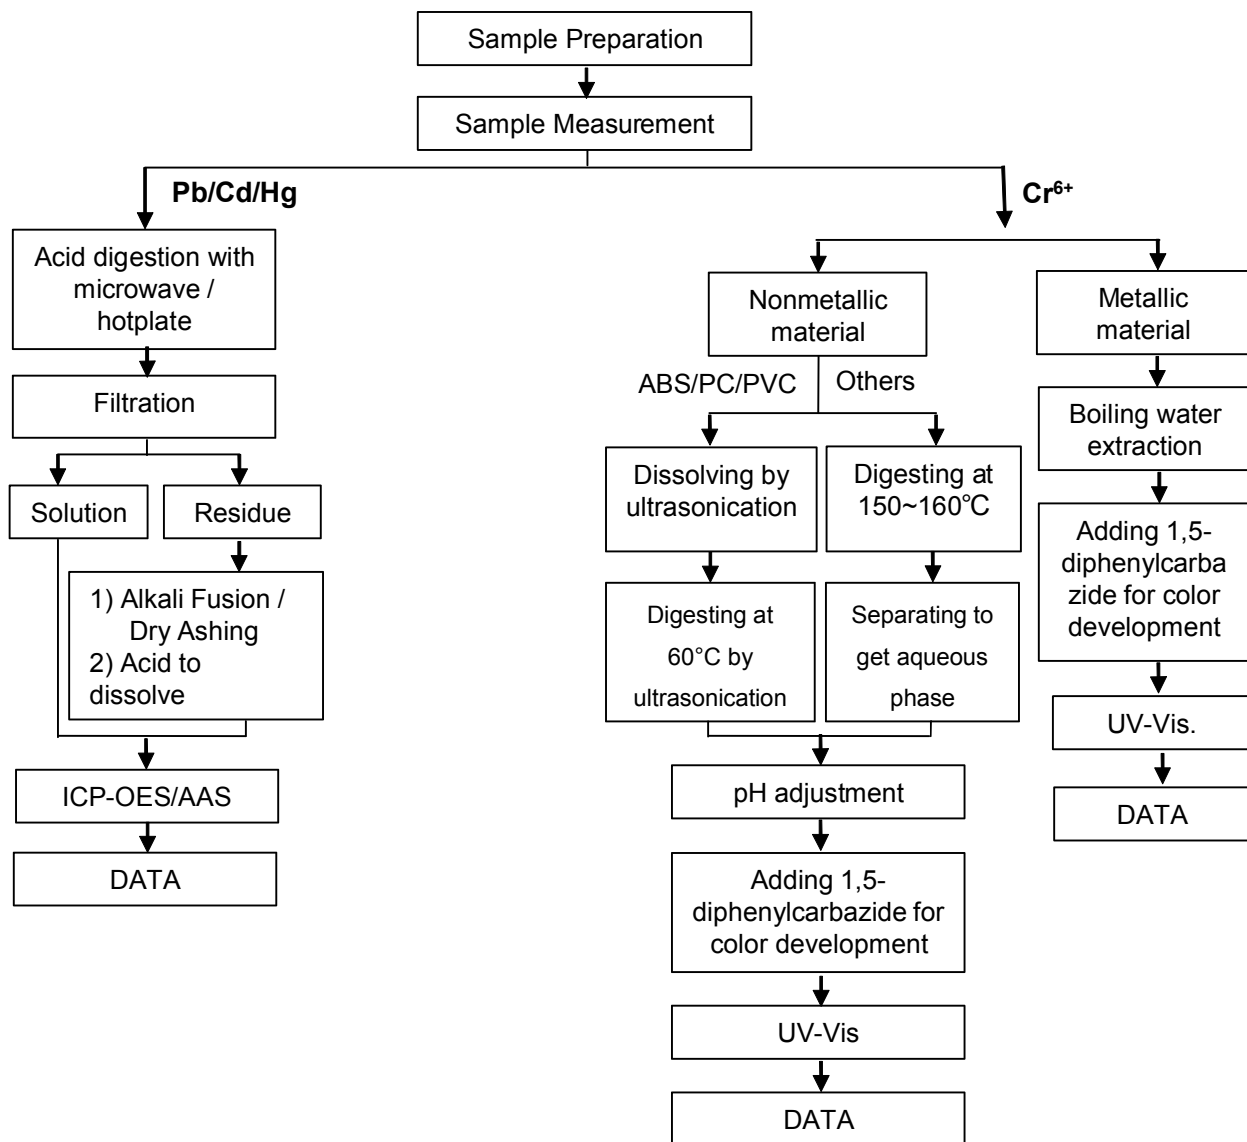 Sample Preparation
Sample Measurement
Pb/Cd/Hg
Cr⁶⁺
Acid digestion with
microwave /
hotplate
Filtration
Solution
Residue
1) Alkali Fusion /
Dry Ashing
2) Acid to
dissolve
ICP-OES/AAS
DATA
Nonmetallic
material
ABS/PC/PVC
Others
Dissolving by
ultrasonication
Digesting at
150~160℃
Digesting at
60°C by
ultrasonication
Separating to
get aqueous
phase
pH adjustment
Adding 1,5-
diphenylcarbazide for
color development
UV-Vis
DATA
Metallic
material
Boiling water
extraction
Adding 1,5-
diphenylcarba
zide for color
development
UV-Vis.
DATA